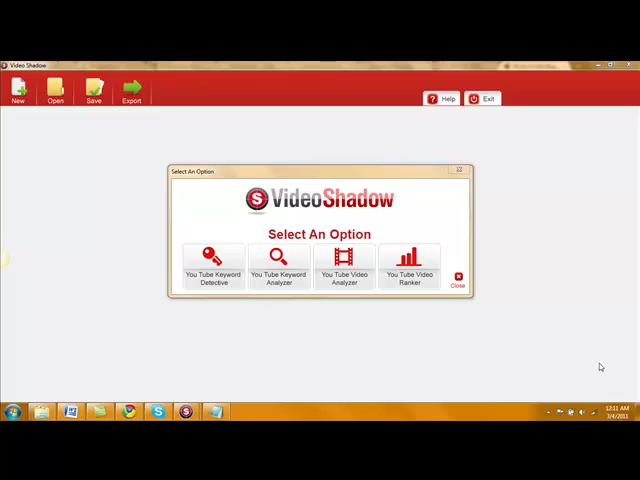 Video Shadow
New
Open
Save
Export
Help
Exit
Select An Option
VideoShadow
Select An Option
You Tube Keyword
Detective
You Tube Keyword
Analyzer
You Tube Video
Analyzer
You Tube Video
Ranker
Close
12:11 AM
3/4/2011